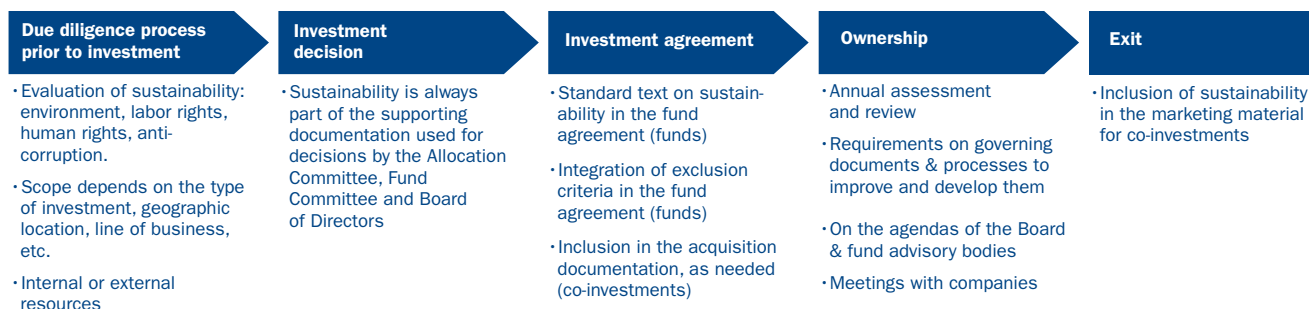 Due diligence process
prior to investment
· Evaluation of sustainability:
environment, labor rights,
human rights, anti-
corruption.
· Scope depends on the type
of investment, geographic
location, line of business,
etc.
· Internal or external
resources
Investment
decision
· Sustainability is always
part of the supporting
documentation used for
decisions by the Allocation
Committee, Fund
Committee and Board
of Directors
Investment agreement
· Standard text on sustain-
ability in the fund
agreement (funds)
· Integration of exclusion
criteria in the fund
agreement (funds)
· Inclusion in the acquisition
documentation, as needed
(co-investments)
Ownership
· Annual assessment
and review
· Requirements on governing
documents & processes to
improve and develop them
· On the agendas of the Board
& fund advisory bodies
· Meetings with companies
Exit
· Inclusion of sustainability
in the marketing material
for co-investments